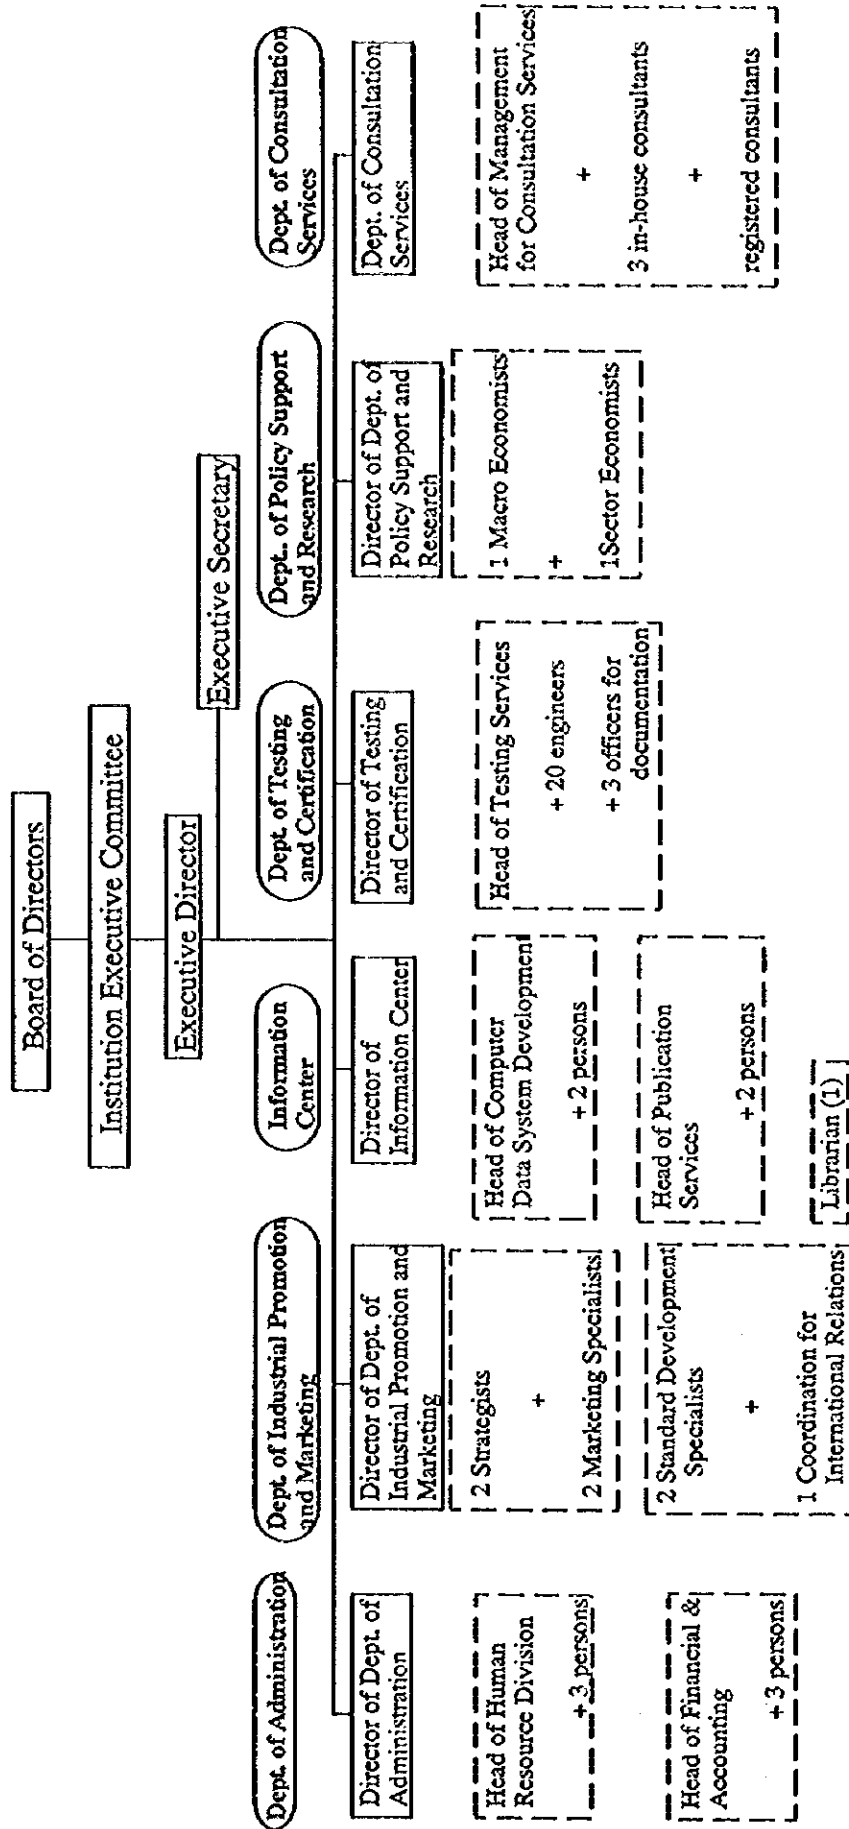 Board of Directors
Institution Executive Committee
Executive Director
Executive Secretary
Dept. of Administration
Dept. of Industrial Promotion
and Marketing
Information
Center
Dept. of Testing
and Certification
Dept.. of Policy Support
and Research
Dept. of Consultation
Services
Director of Dept. of
Administration
Director of Dept. of
Industrial Promotion and
Marketing
Director of
Information Center
Director of Testing
and Certification
Director of Dept. of
Policy Support and
Research
Dept. of Consultation
Services
Head of Human
Resource Division
+3 persons
Head of Financial &
Accounting
+3 persons
2 Strategists
+
2 Marketing Specialists
2 Standard Development
Specialists
+
1 Coordination for
International Relations
Head of Computer
Data System Development
+2 persons
Head of Publication
Services
+2 persons
Librarian (1)
Head of Testing Services
+20 engineers
+3 officers for
documentation
1 Macro Economists
+
1Sector Economists
Head of Management
for Consultation Services
+
3 in-house consultants
+
registered consultants